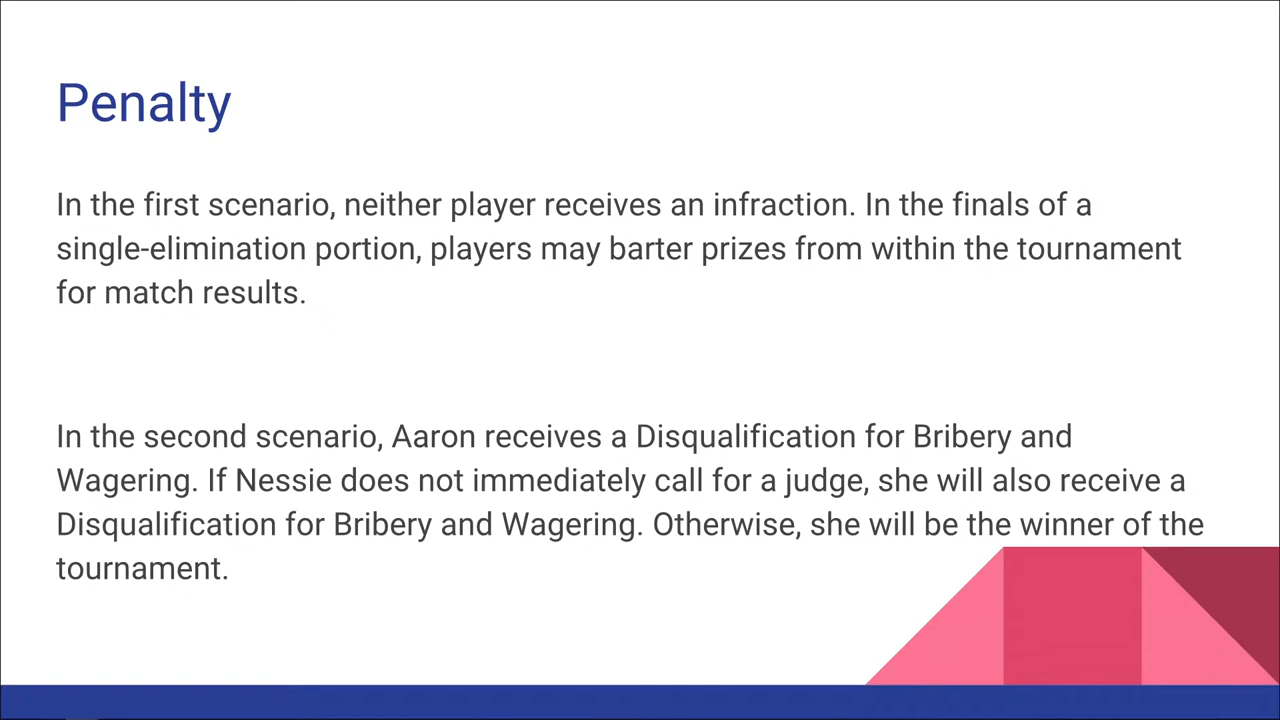 Penalty
In the first scenario, neither player receives an infraction. In the finals of a
single-elimination portion, players may barter prizes from within the tournament
for match results.
In the second scenario, Aaron receives a Disqualification for Bribery and
Wagering. If Nessie does not immediately call for a judge, she will also receive a
Disqualification for Bribery and Wagering. Otherwise, she will be the winner of the
tournament.